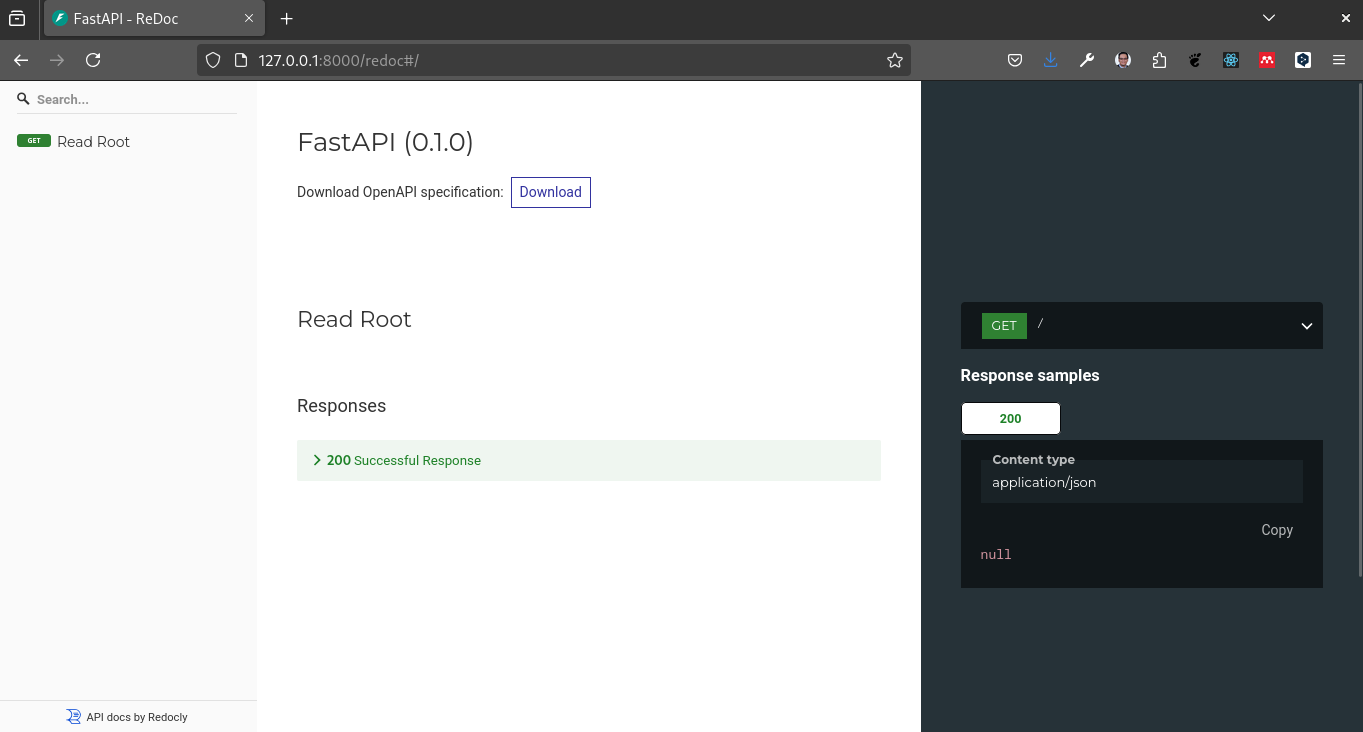 FastAPI - ReDoc
127.0.0.1:8000/redoc#/
Search...
GET Read Root
FastAPI (0.1.0)
Download OpenAPI specification: Download
Read Root
GET /
Response samples
Responses
200
200 Successful Response
Content type
application/json
Copy
null
API docs by Redocly